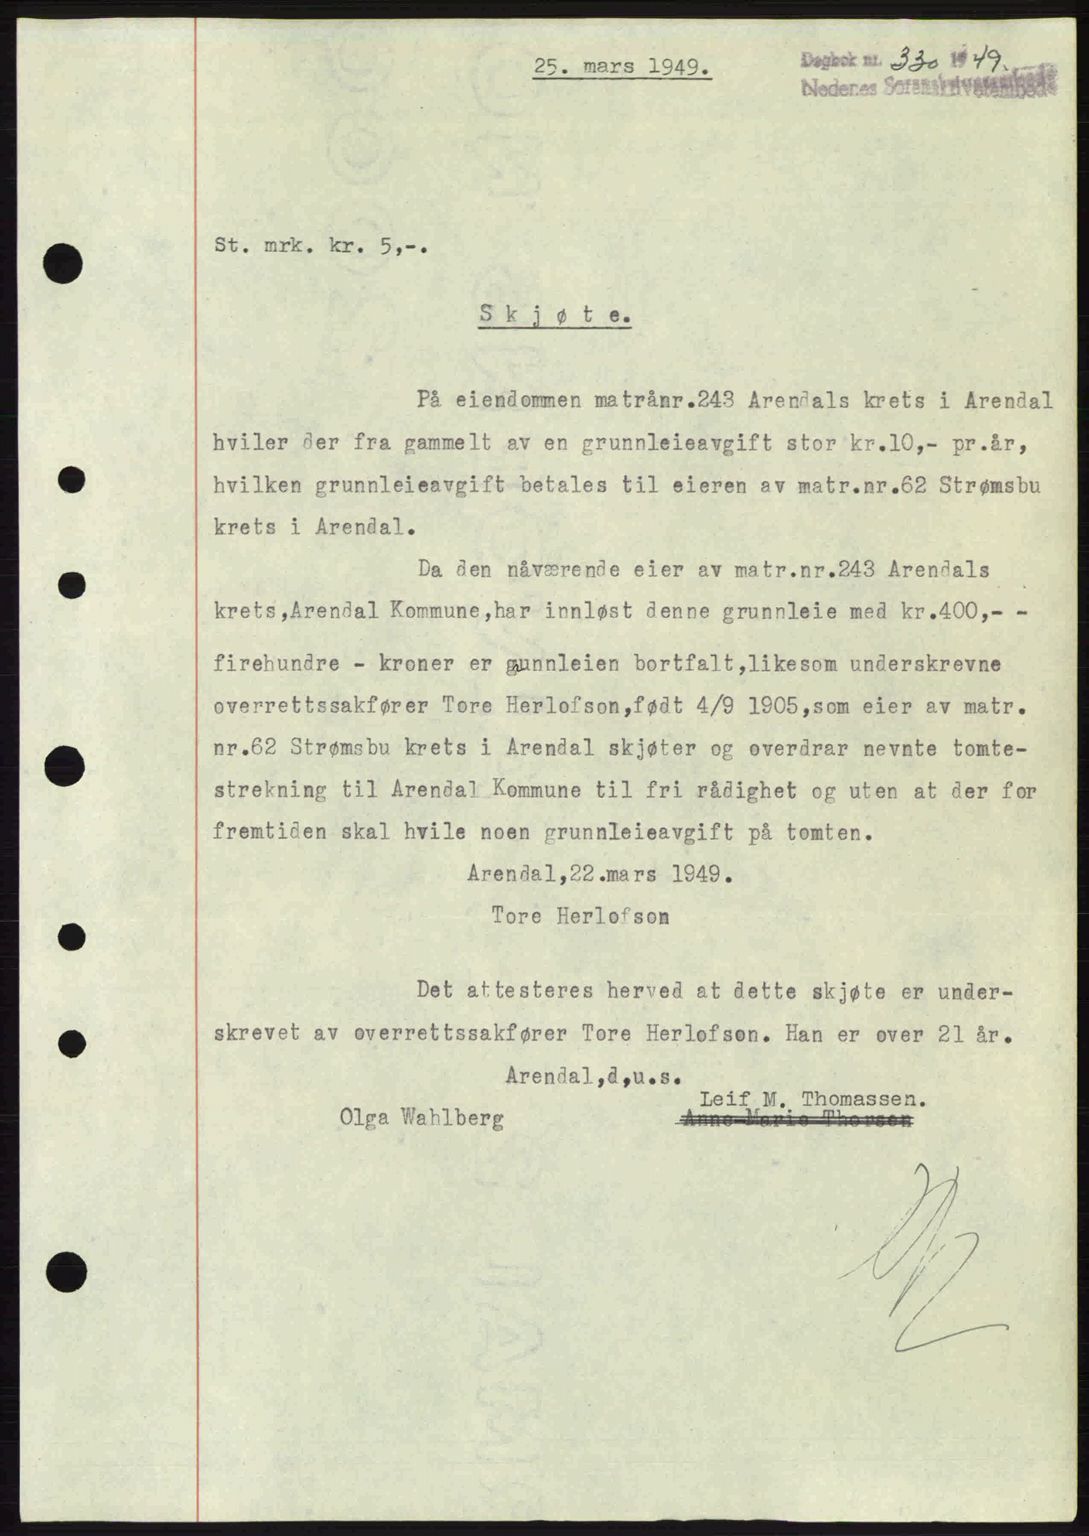 25. mars 1949.
Dagbok nr. 330 1949.
Nedenes Sorenskriverembede
St. mrk. kr. 5,-.
Skjøte.
På eiendommen matrånr.243 Arendals krets i Arendal
hviler der fra gammelt av en grunnleieavgift stor kr.10,- pr.år,
hvilken grunnleieavgift betales til eieren av matr.nr.62 Strømsbu
krets i Arendal.
Da den nåværende eier av matr.nr.243 Arendals
krets,Arendal Kommune,har innløst denne grunnleie med kr.400,- -
firehundre - kroner er grunnleien bortfalt,likesom underskrevne
overrettssakfører Tore Herlofson,født 4/9 1905,som eier av matr.
nr.62 Strømsbu krets i Arendal skjøter og overdrar nevnte tomte-
strekning til Arendal Kommune til fri rådighet og uten at der for
fremtiden skal hvile noen grunnleieavgift på tomten.
Arendal,22.mars 1949.
Tore Herlofson
Det attesteres herved at dette skjøte er under-
skrevet av overrettssakfører Tore Herlofson. Han er over 21 år.
Arendal,d,u.s.
Leif M. Thomassen.
Olga Wahlberg Anne-Marie Thorsen